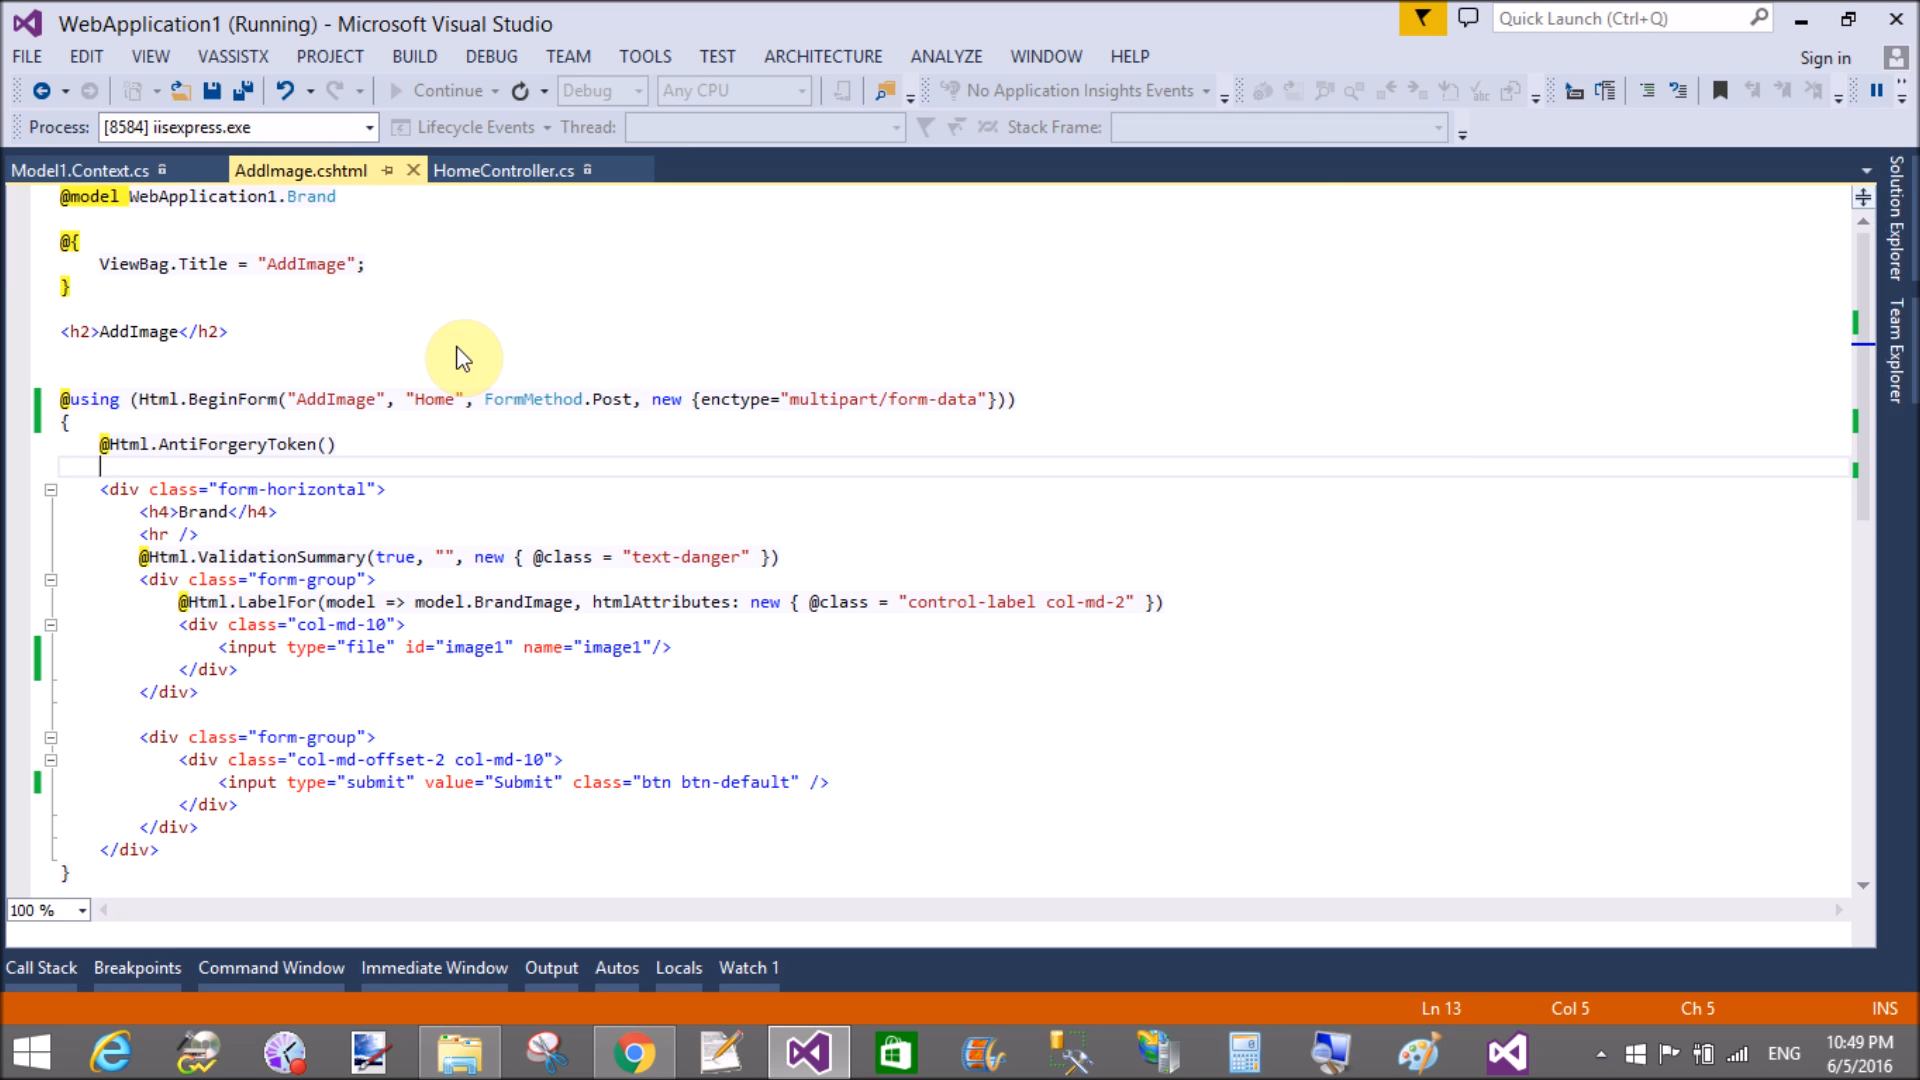 WebApplication1 (Running) - Microsoft Visual Studio
Quick Launch (Ctrl+Q)
FILE EDIT VIEW VASSISTX PROJECT BUILD DEBUG TEAM TOOLS TEST ARCHITECTURE ANALYZE WINDOW HELP
Sign in
Continue Debug Any CPU No Application Insights Events
Process: [8584] iisexpress.exe Lifecycle Events Thread: Stack Frame:
Model1.Context.cs AddImage.cshtml HomeController.cs
Solution Explorer
Team Explorer
@model WebApplication1.Brand
@{
ViewBag.Title = "AddImage";
}
<h2>AddImage</h2>
@using (Html.BeginForm("AddImage", "Home", FormMethod.Post, new {enctype="multipart/form-data"}))
{
@Html.AntiForgeryToken()
<div class="form-horizontal">
<h4>Brand</h4>
<hr />
@Html.ValidationSummary(true, "", new { @class = "text-danger" })
<div class="form-group">
@Html.LabelFor(model => model.BrandImage, htmlAttributes: new { @class = "control-label col-md-2" })
<div class="col-md-10">
<input type="file" id="image1" name="image1"/>
</div>
</div>
<div class="form-group">
<div class="col-md-offset-2 col-md-10">
<input type="submit" value="Submit" class="btn btn-default" />
</div>
</div>
</div>
}
100 %
Call Stack Breakpoints Command Window Immediate Window Output Autos Locals Watch 1
Ln 13 Col 5 Ch 5 INS
ENG
10:49 PM
6/5/2016